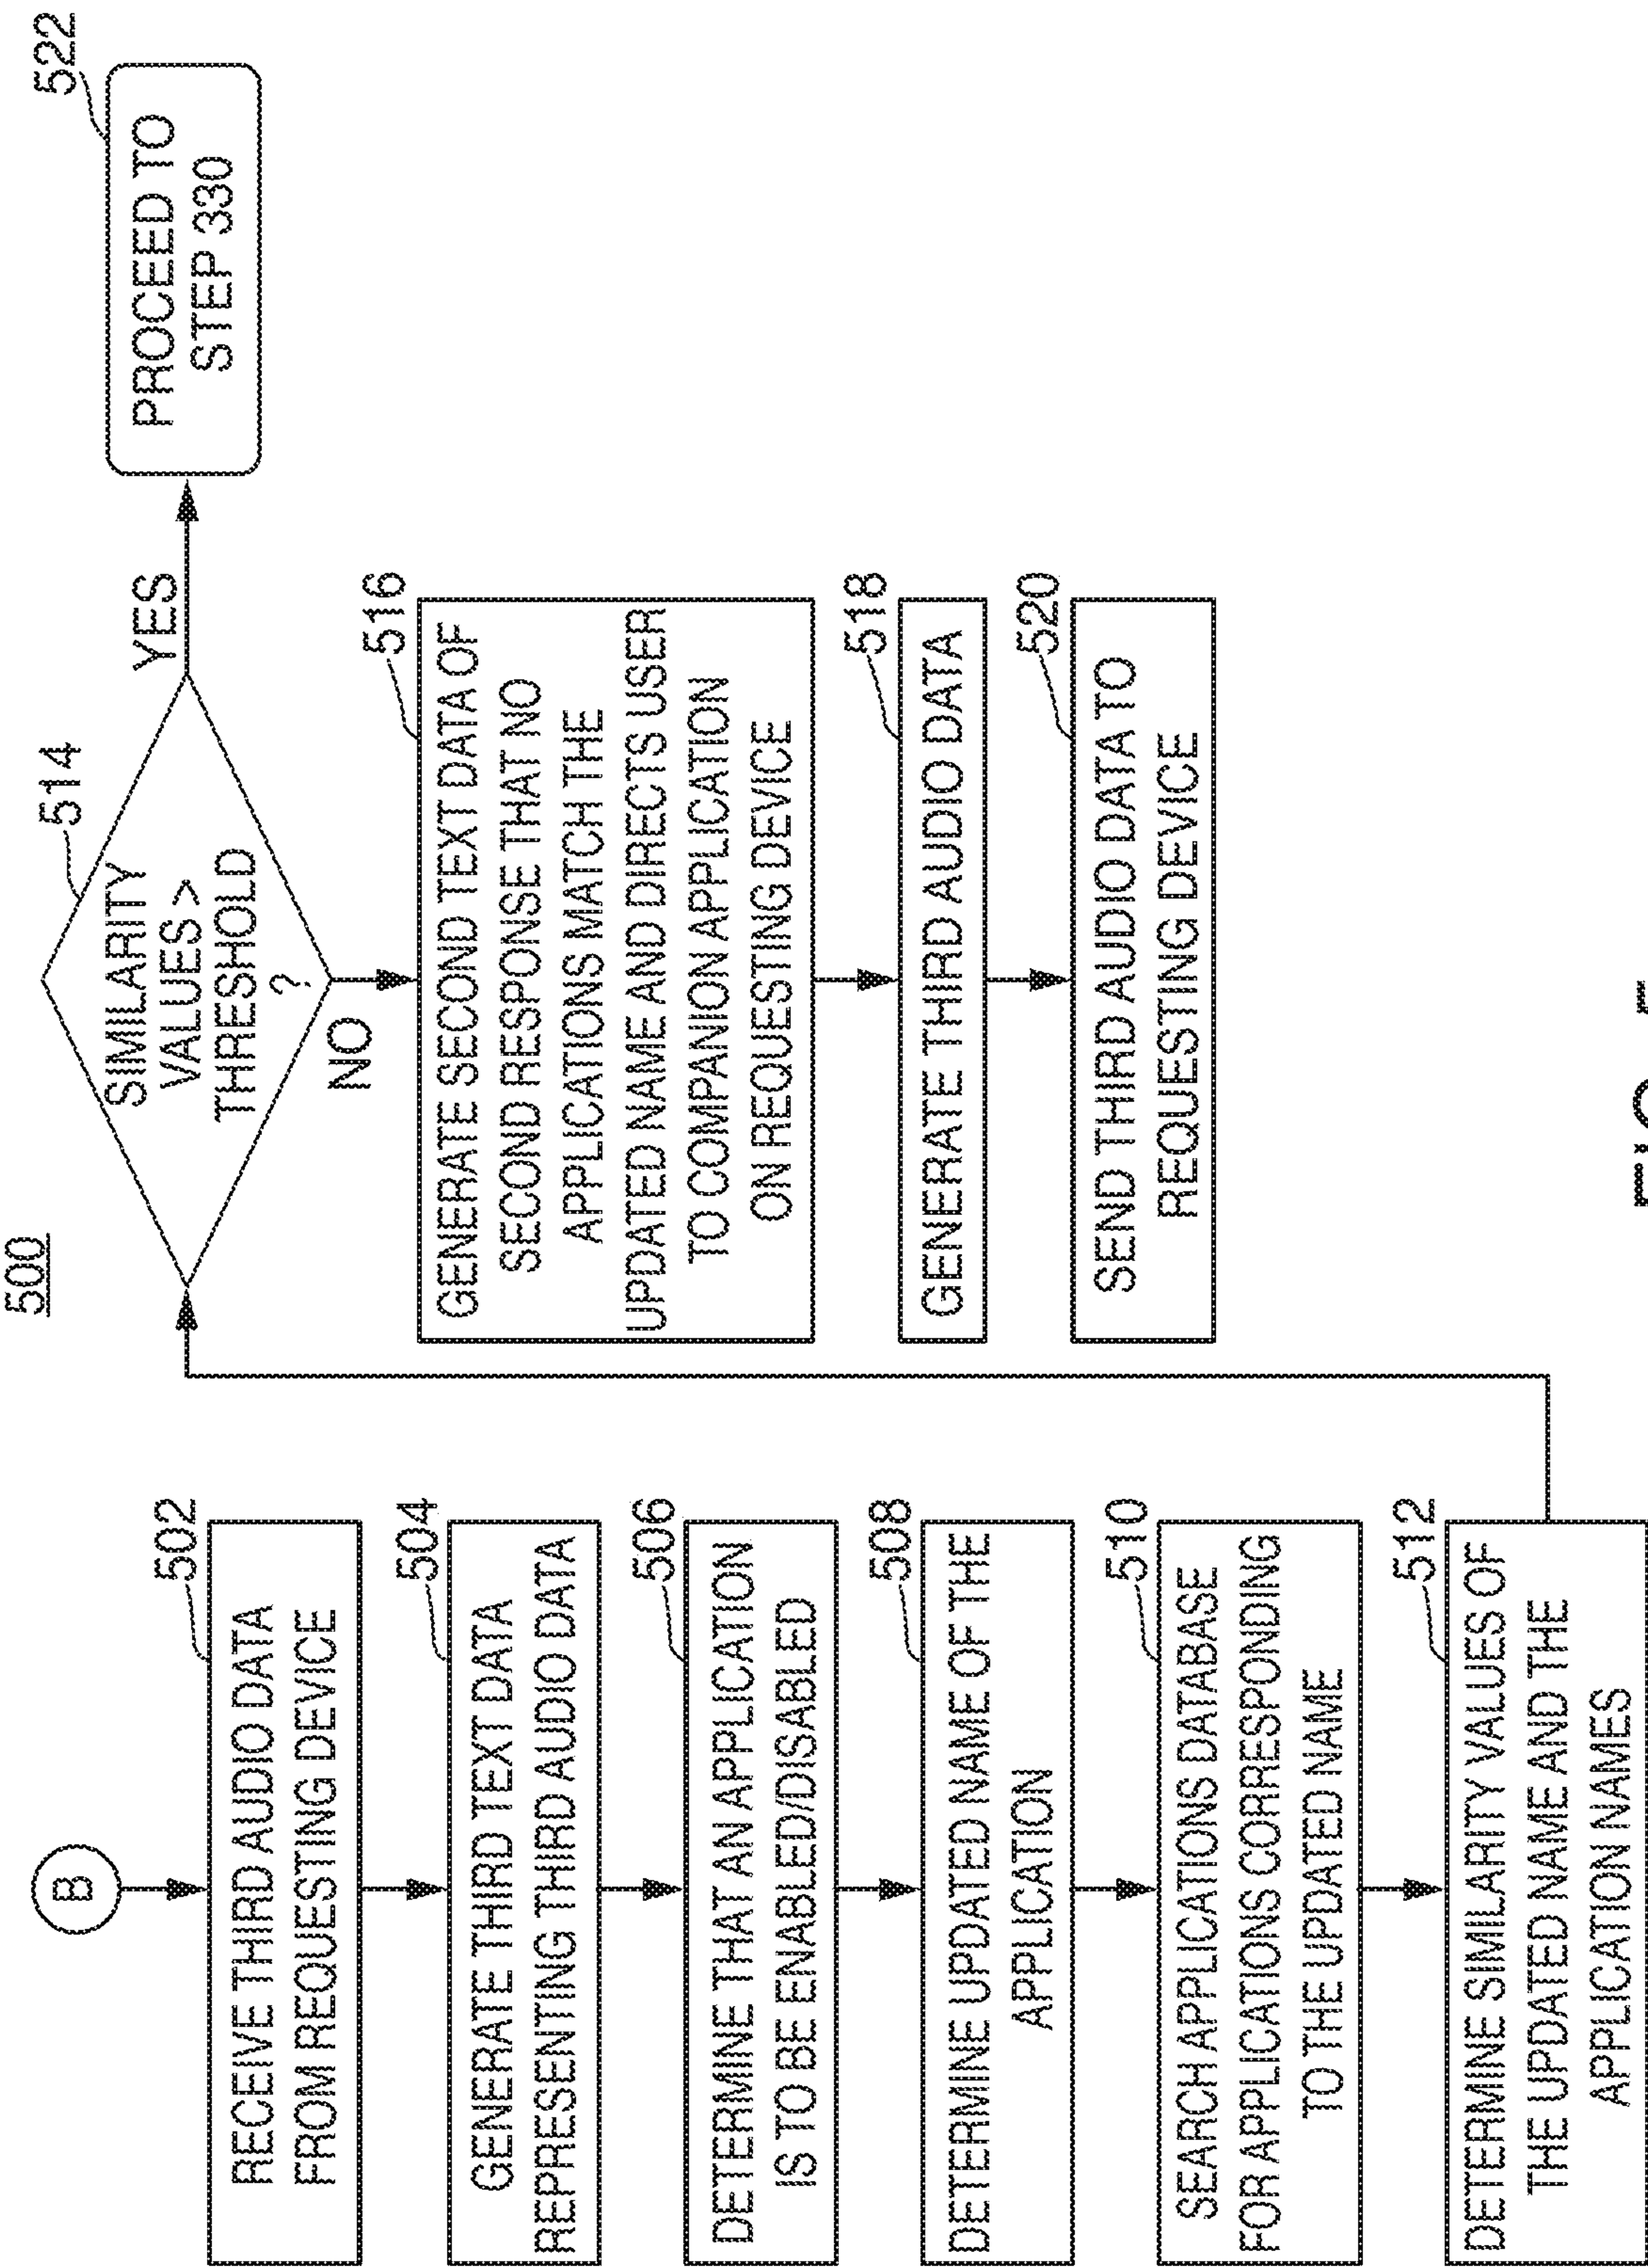 500
B
502
RECEIVE THIRD AUDIO DATA
FROM REQUESTING DEVICE
504
GENERATE THIRD TEXT DATA
REPRESENTING THIRD AUDIO DATA
506
DETERMINE THAT AN APPLICATION
IS TO BE ENABLED/DISABLED
508
DETERMINE UPDATED NAME OF THE
APPLICATION
510
SEARCH APPLICATIONS DATABASE
FOR APPLICATIONS CORRESPONDING
TO THE UPDATED NAME
512
DETERMINE SIMILARITY VALUES OF
THE UPDATED NAME AND THE
APPLICATION NAMES
514
SIMILARITY
VALUES >
THRESHOLD
?
YES
NO
516
GENERATE SECOND TEXT DATA OF
SECOND RESPONSE THAT NO
APPLICATIONS MATCH THE
UPDATED NAME AND DIRECTS USER
TO COMPANION APPLICATION
ON REQUESTING DEVICE
518
GENERATE THIRD AUDIO DATA
520
SEND THIRD AUDIO DATA TO
REQUESTING DEVICE
522
PROCEED TO
STEP 330